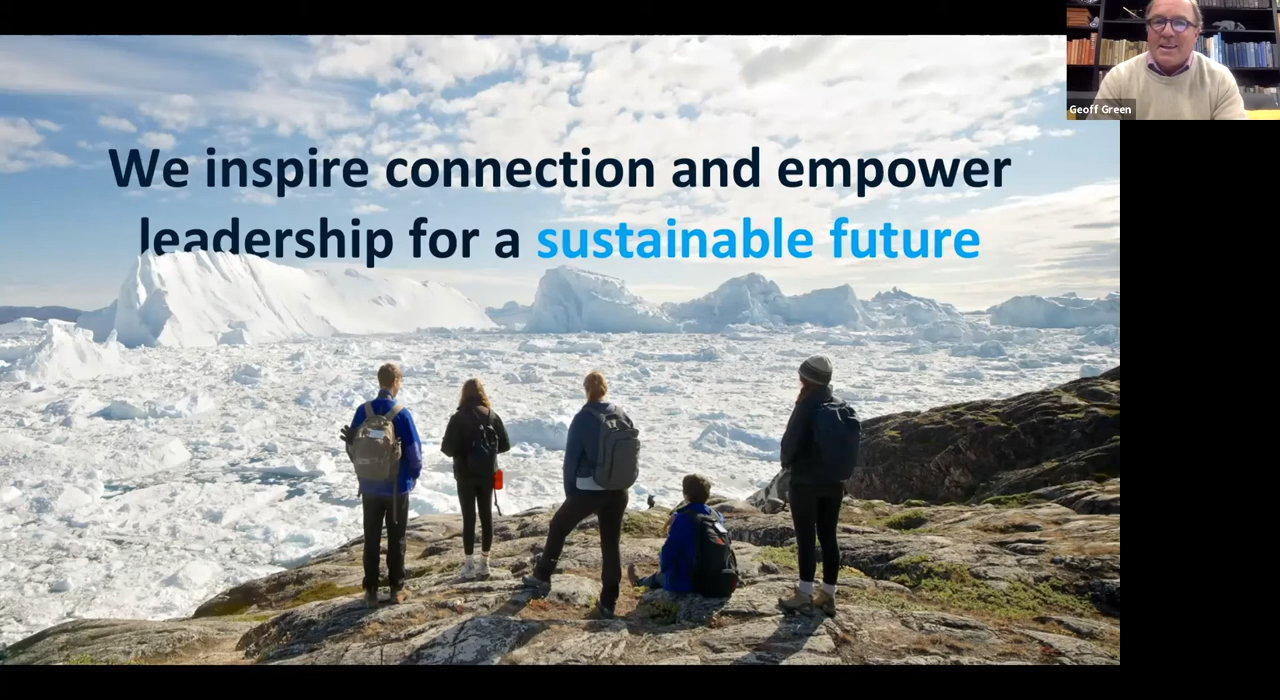 We inspire connection and empower
leadership for a sustainable future
Geoff Green